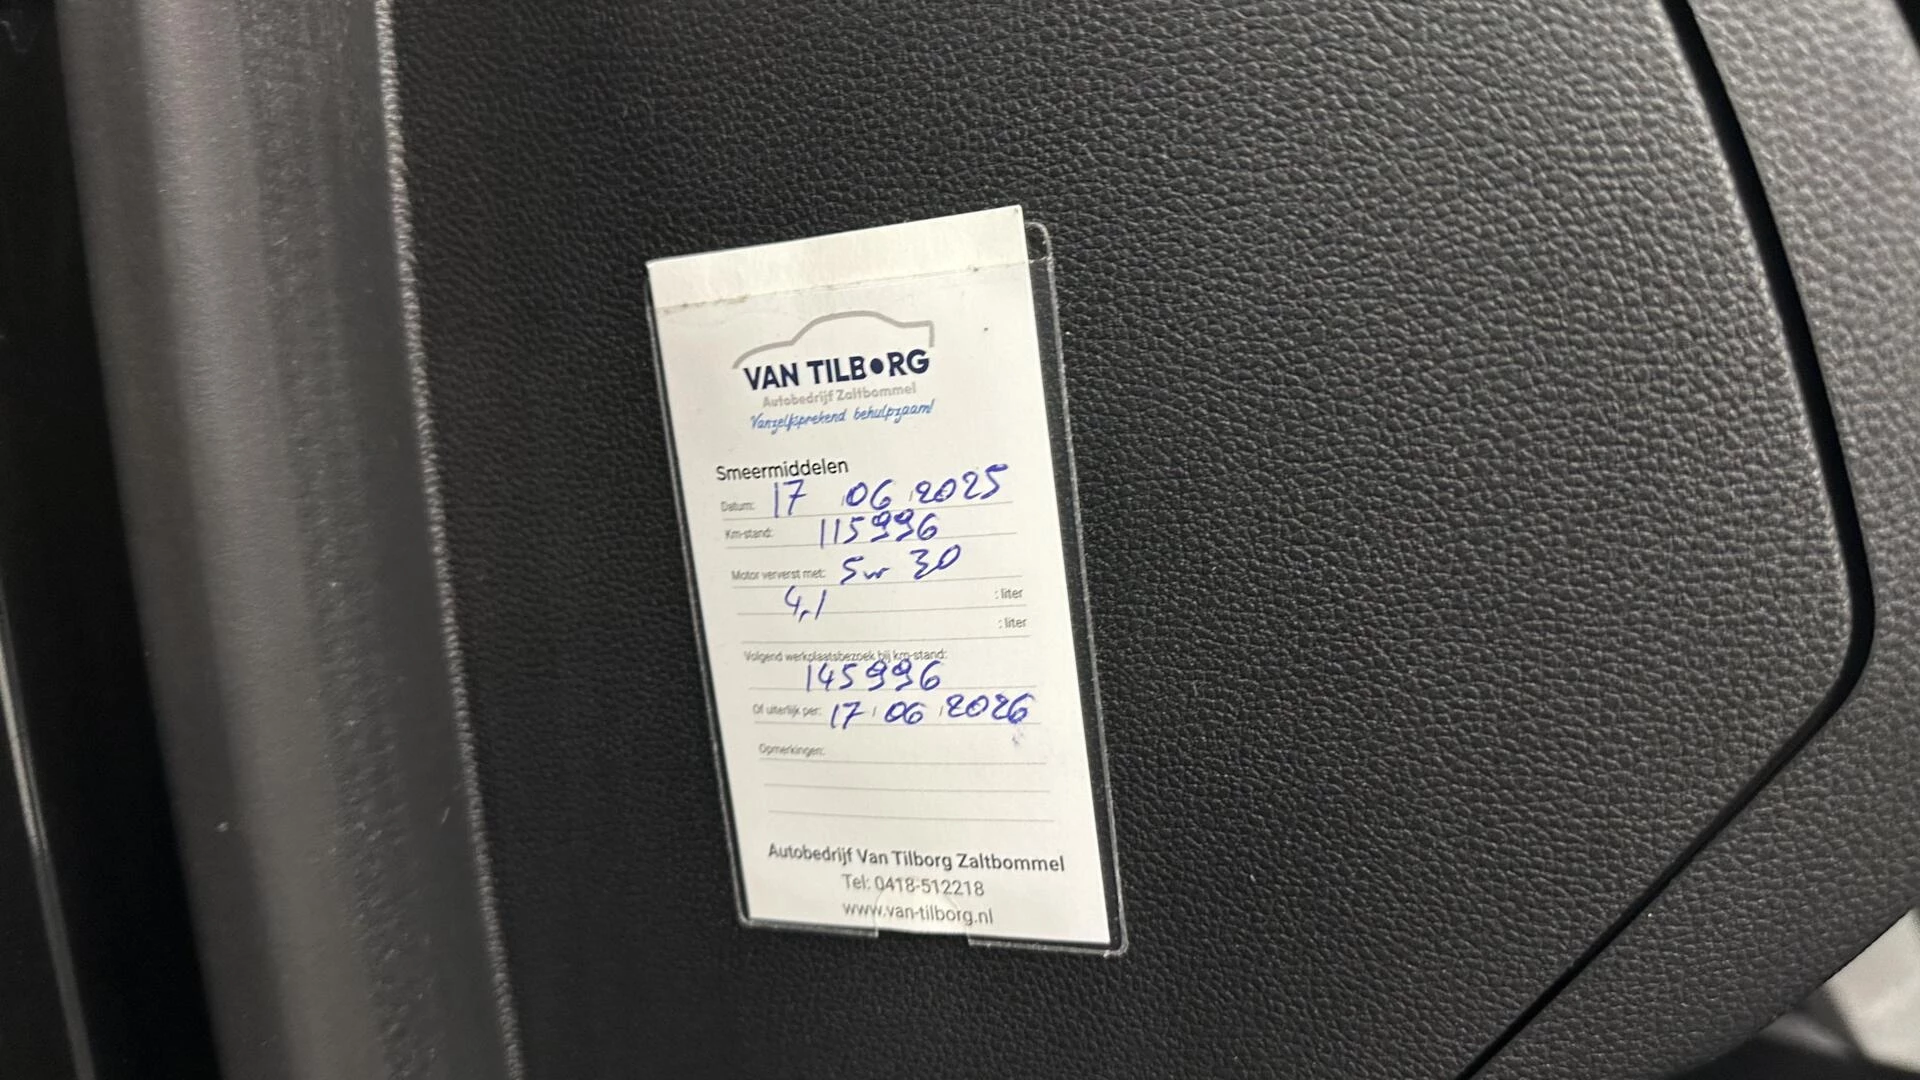 VAN TILBORG
Autobedrijf Zaltbommel
Vanzelfsprekend behulpzaam!
Smeermiddelen
Datum: 17 / 06 / 2025
Km-stand: 115996
Motor ververst met: 5w 30
: liter
: liter
Volgend werkplaatsbezoek bij km-stand:
145996
Of uiterlijk per: 17 / 06 / 2026
Opmerkingen:
Autobedrijf Van Tilborg Zaltbommel
Tel: 0418-512218
www.van-tilborg.nl